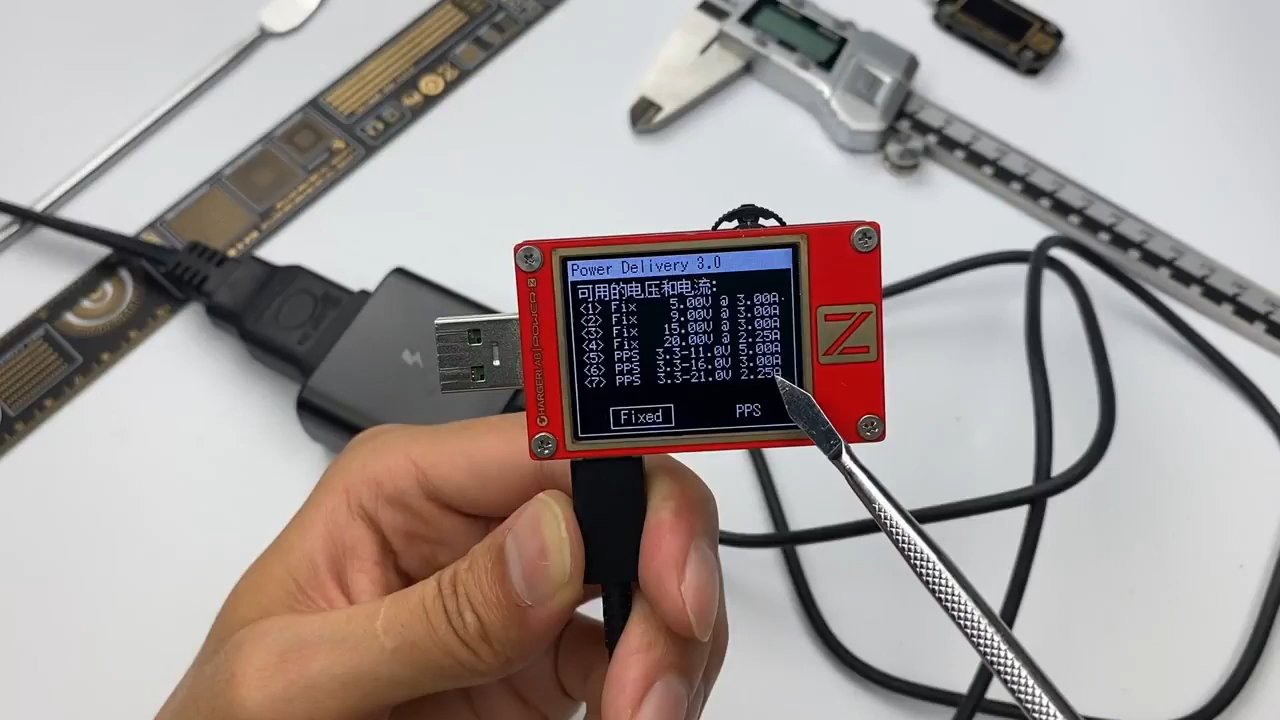 Power Delivery 3.0
可用的电压和电流:
<1> Fix 5.00V @ 3.00A
<2> Fix 9.00V @ 3.00A
<3> Fix 15.00V @ 3.00A
<4> Fix 20.00V @ 2.25A
<5> PPS 3.3-11.0V 5.00A
<6> PPS 3.3-16.0V 3.00A
<7> PPS 3.3-21.0V 2.25A
Fixed PPS
CHARGERLAB | POWER-Z
Z